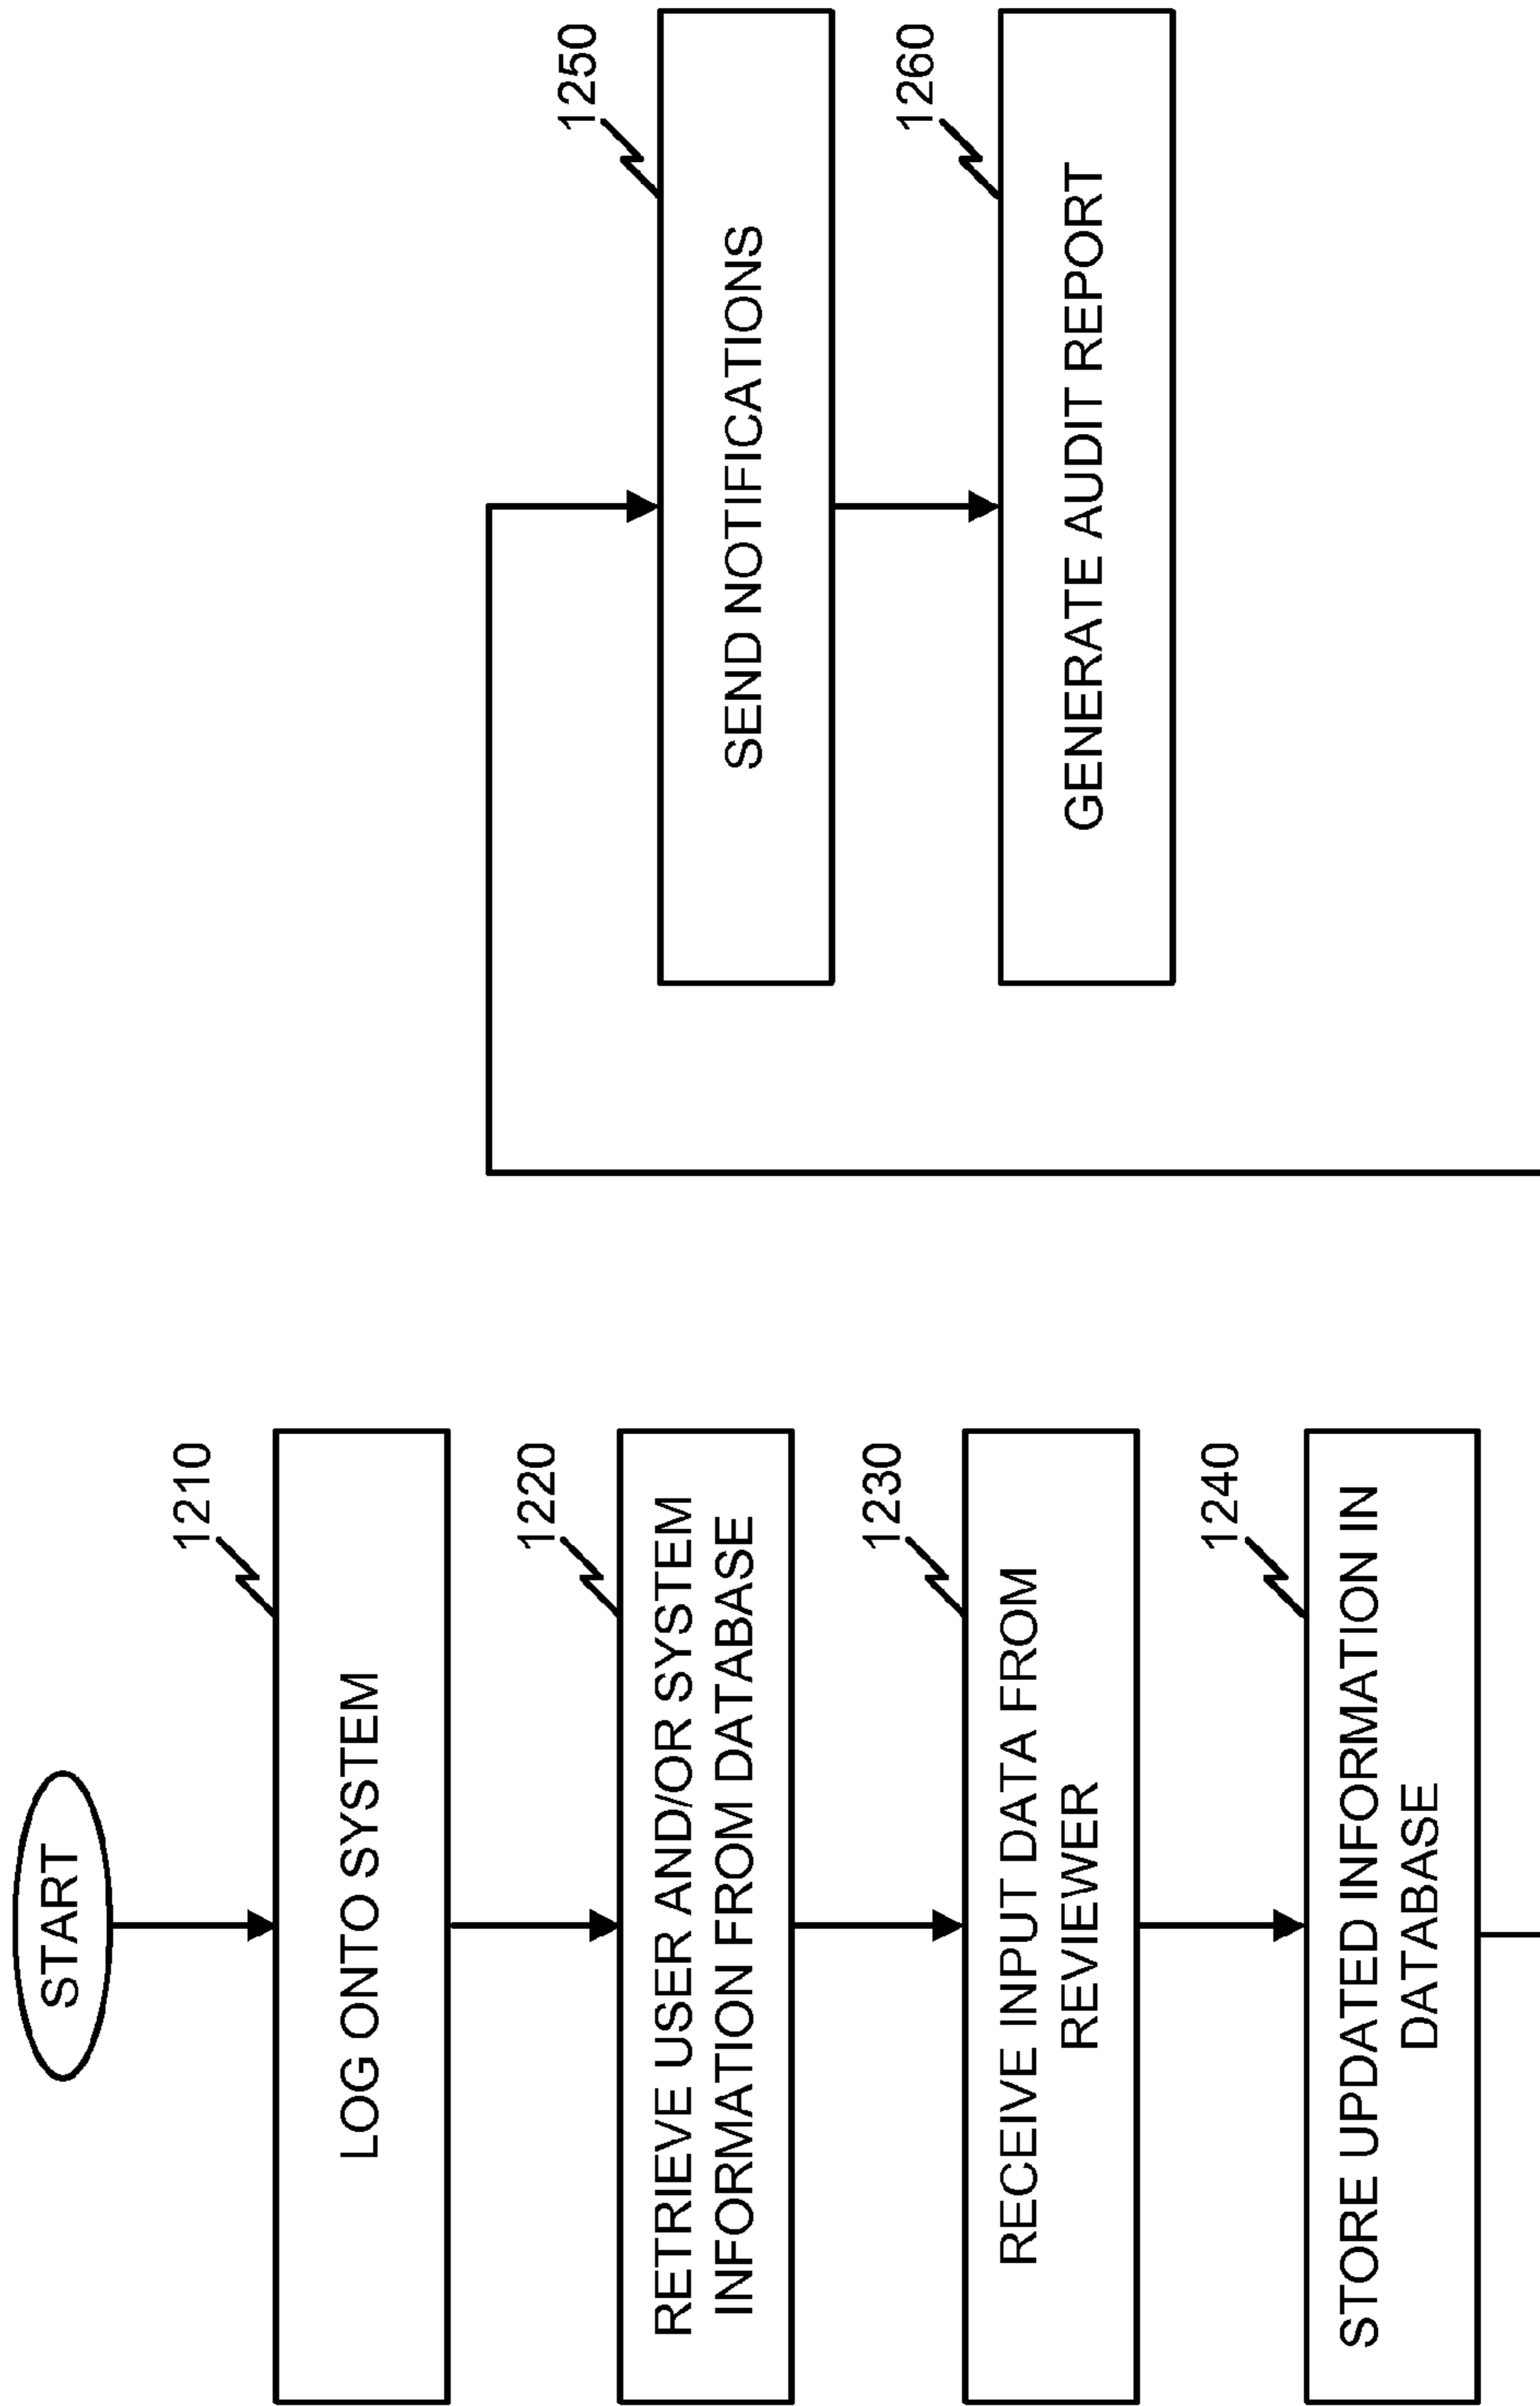 START
1210
LOG ONTO SYSTEM
1220
RETRIEVE USER AND/OR SYSTEM
INFORMATION FROM DATABASE
1230
RECEIVE INPUT DATA FROM
REVIEWER
1240
STORE UPDATED INFORMATION IN
DATABASE
1250
SEND NOTIFICATIONS
1260
GENERATE AUDIT REPORT